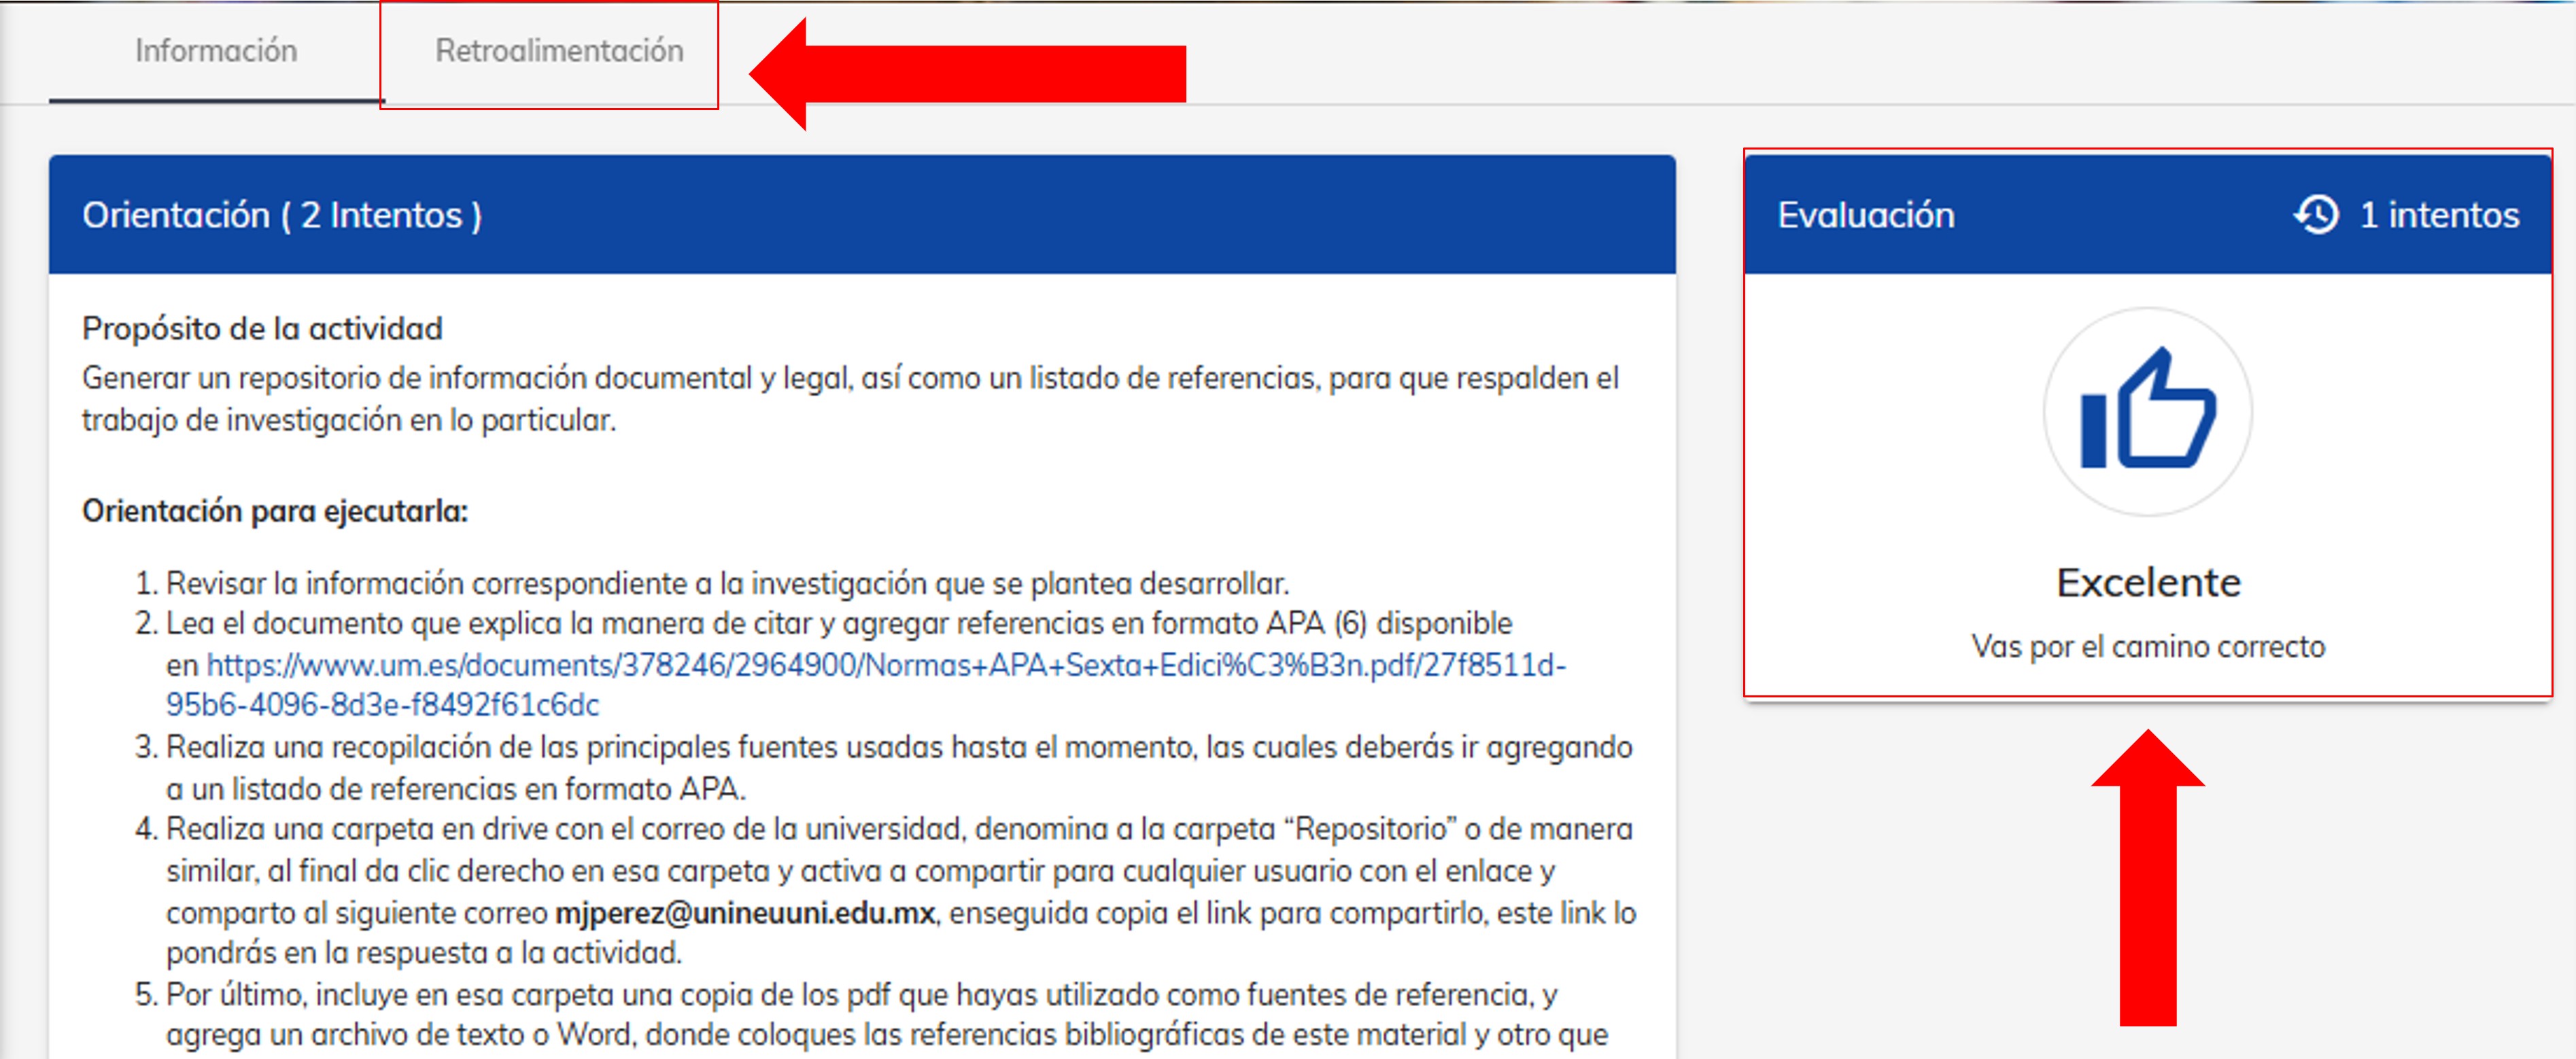 Información
Retroalimentación
Orientación ( 2 Intentos )
Propósito de la actividad
Generar un repositorio de información documental y legal, así como un listado de referencias, para que respalden el
trabajo de investigación en lo particular.
Orientación para ejecutarla:
1. Revisar la información correspondiente a la investigación que se plantea desarrollar.
2. Lea el documento que explica la manera de citar y agregar referencias en formato APA (6) disponible
en https://www.um.es/documents/378246/2964900/Normas+APA+Sexta+Edici%C3%B3n.pdf/27f8511d-
95b6-4096-8d3e-f8492f61c6dc
3. Realiza una recopilación de las principales fuentes usadas hasta el momento, las cuales deberás ir agregando
a un listado de referencias en formato APA.
4. Realiza una carpeta en drive con el correo de la universidad, denomina a la carpeta “Repositorio” o de manera
similar, al final da clic derecho en esa carpeta y activa a compartir para cualquier usuario con el enlace y
comparto al siguiente correo mjperez@unineuuni.edu.mx, enseguida copia el link para compartirlo, este link lo
pondrás en la respuesta a la actividad.
5. Por último, incluye en esa carpeta una copia de los pdf que hayas utilizado como fuentes de referencia, y
agrega un archivo de texto o Word, donde coloques las referencias bibliográficas de este material y otro que
Evaluación
1 intentos
Excelente
Vas por el camino correcto